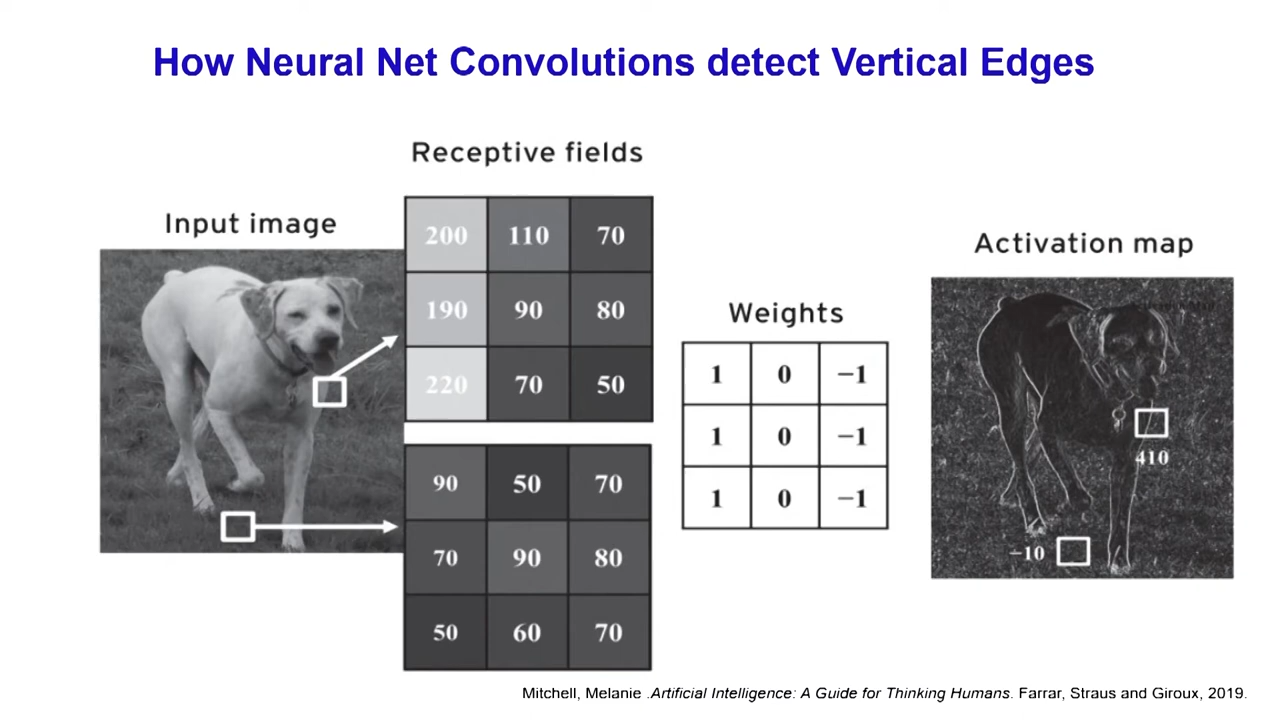 How Neural Net Convolutions detect Vertical Edges
Receptive fields
Input image
Activation map
Weights
200 110 70
190 90 80
220 70 50
90 50 70
70 90 80
50 60 70
1 0 −1
1 0 −1
1 0 −1
410
−10
Mitchell, Melanie .Artificial Intelligence: A Guide for Thinking Humans. Farrar, Straus and Giroux, 2019.